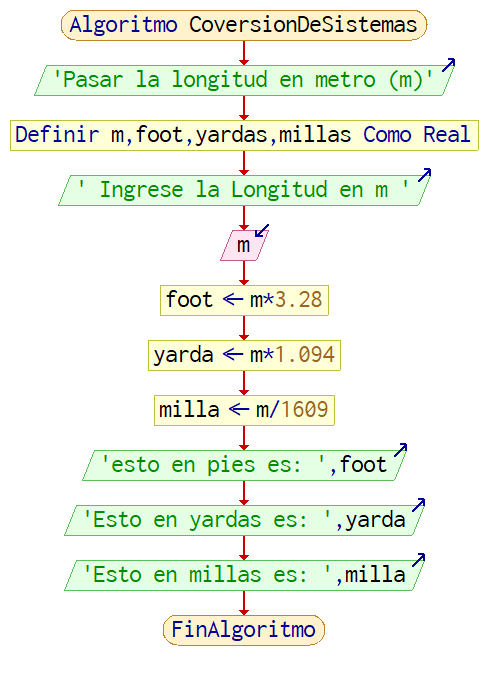 Algoritmo CoversionDeSistemas
'Pasar la longitud en metro (m)'
Definir m,foot,yardas,millas Como Real
' Ingrese la Longitud en m '
m
foot ← m*3.28
yarda ← m*1.094
milla ← m/1609
'esto en pies es: ',foot
'Esto en yardas es: ',yarda
'Esto en millas es: ',milla
FinAlgoritmo